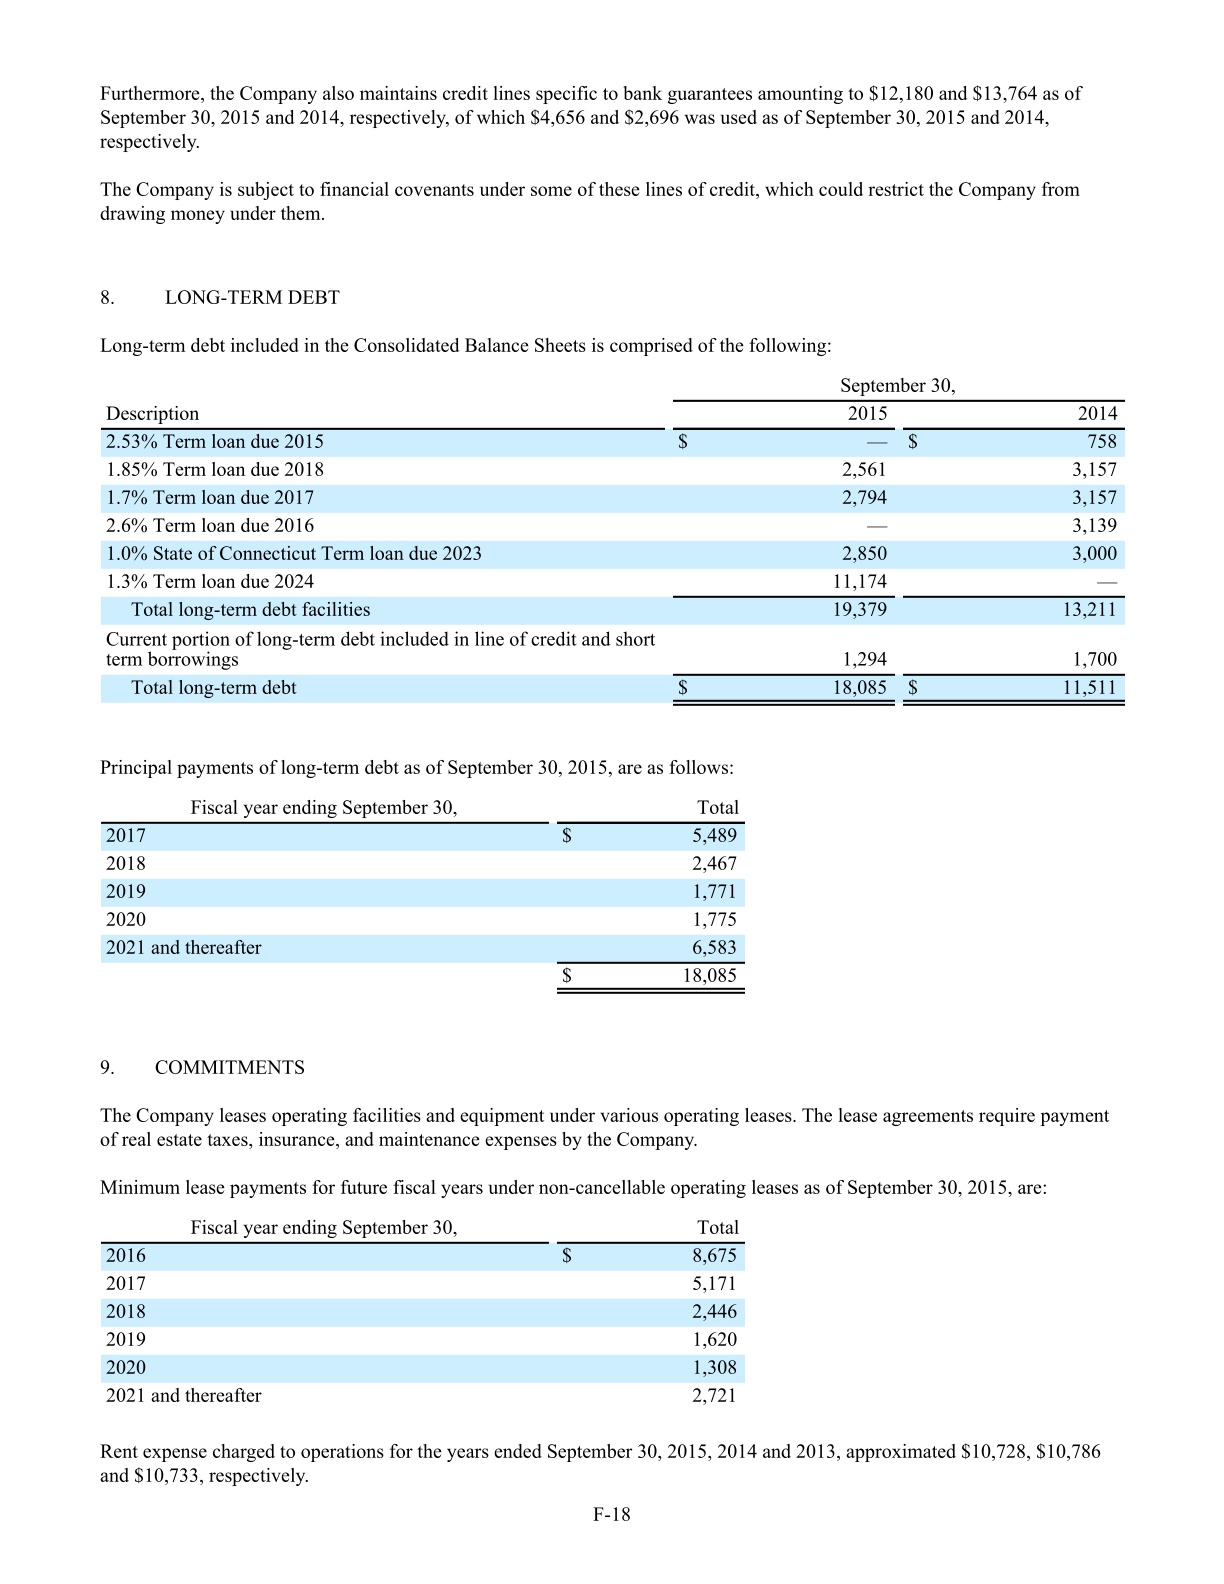 Furthermore, the Company also maintains credit lines specific to bank guarantees amounting to $12,180 and $13,764 as of
September 30, 2015 and 2014, respectively, of which $4,656 and $2,696 was used as of September 30, 2015 and 2014,
respectively.
The Company is subject to financial covenants under some of these lines of credit, which could restrict the Company from
drawing money under them.
8. LONG-TERM DEBT
Long-term debt included in the Consolidated Balance Sheets is comprised of the following:
September 30,
Description 2015 2014
2.53% Term loan due 2015 $ — $ 758
1.85% Term loan due 2018 2,561 3,157
1.7% Term loan due 2017 2,794 3,157
2.6% Term loan due 2016 — 3,139
1.0% State of Connecticut Term loan due 2023 2,850 3,000
1.3% Term loan due 2024 11,174 —
Total long-term debt facilities 19,379 13,211
Current portion of long-term debt included in line of credit and short
term borrowings 1,294 1,700
Total long-term debt $ 18,085 $ 11,511
Principal payments of long-term debt as of September 30, 2015, are as follows:
Fiscal year ending September 30, Total
2017 $ 5,489
2018 2,467
2019 1,771
2020 1,775
2021 and thereafter 6,583
$ 18,085
9. COMMITMENTS
The Company leases operating facilities and equipment under various operating leases. The lease agreements require payment
of real estate taxes, insurance, and maintenance expenses by the Company.
Minimum lease payments for future fiscal years under non-cancellable operating leases as of September 30, 2015, are:
Fiscal year ending September 30, Total
2016 $ 8,675
2017 5,171
2018 2,446
2019 1,620
2020 1,308
2021 and thereafter 2,721
Rent expense charged to operations for the years ended September 30, 2015, 2014 and 2013, approximated $10,728, $10,786
and $10,733, respectively.
F-18